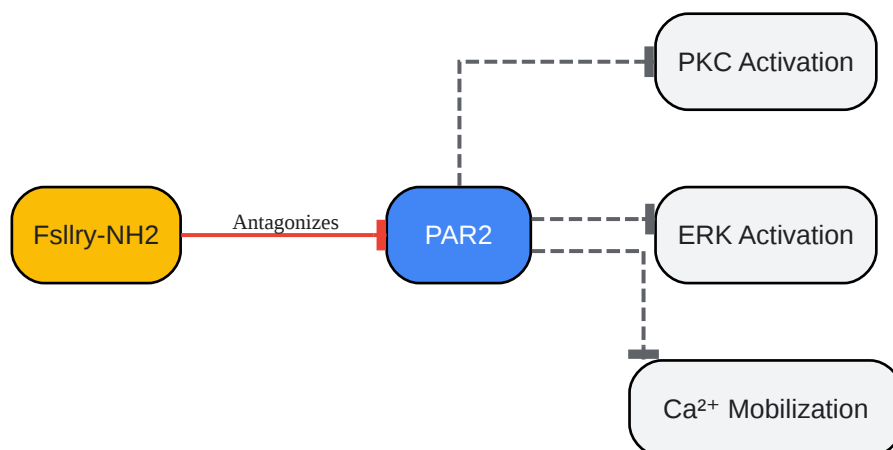 PKC Activation
Fsllry-NH2
Antagonizes
PAR2
ERK Activation
Ca²⁺ Mobilization